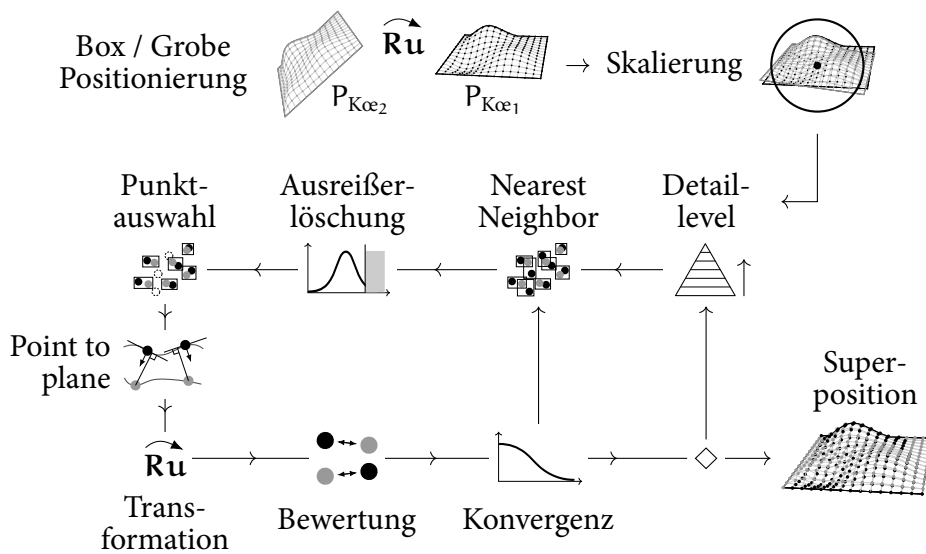 Box / Grobe
Positionierung
Ru
P_Kœ2
P_Kœ1
→ Skalierung
Punkt-
auswahl
Ausreißer-
löschung
Nearest
Neighbor
Detail-
level
Point to
plane
Super-
position
Ru
Trans-
formation
Bewertung
Konvergenz